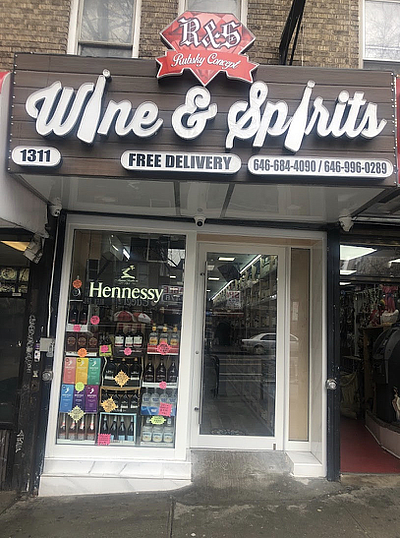 R&S
Rubsky Concept
Wine & Spirits
1311
FREE DELIVERY
646-684-4090 / 646-996-0289
Hennessy